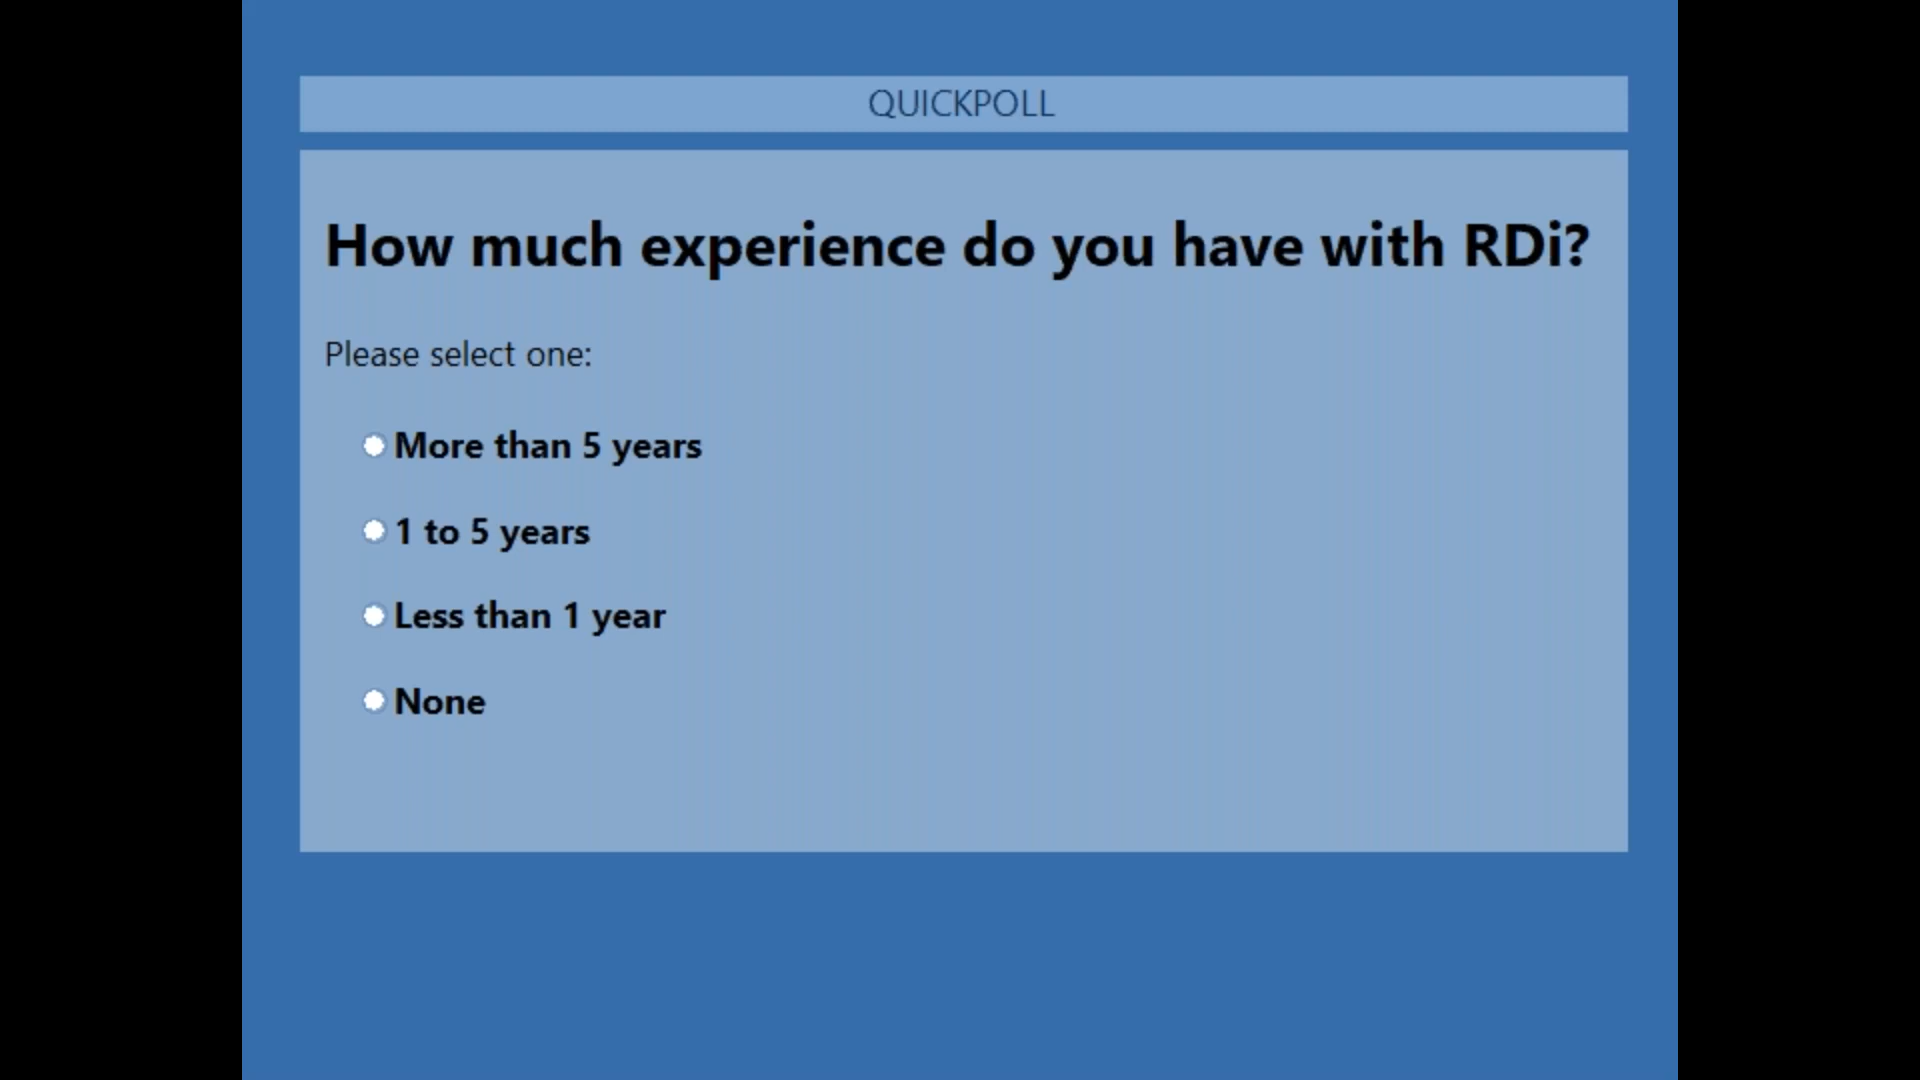 QUICKPOLL
How much experience do you have with RDi?
Please select one:
More than 5 years
1 to 5 years
Less than 1 year
None